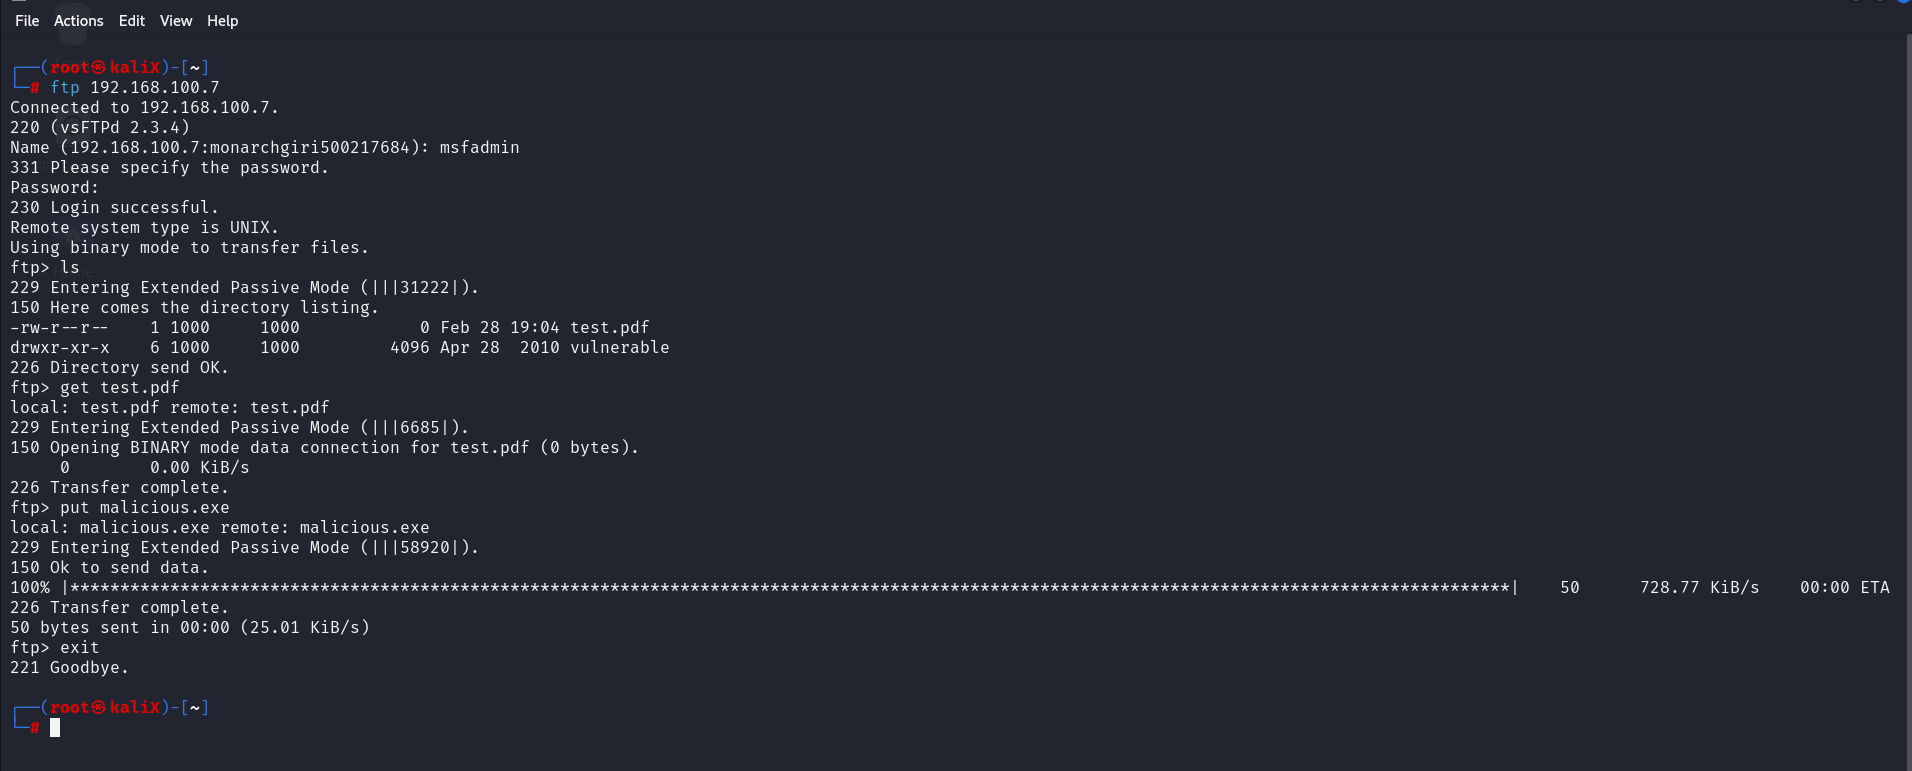 File Actions Edit View Help
┌──(root㉿kaliX)-[~]
└─# ftp 192.168.100.7
Connected to 192.168.100.7.
220 (vsFTPd 2.3.4)
Name (192.168.100.7:monarchgiri500217684): msfadmin
331 Please specify the password.
Password:
230 Login successful.
Remote system type is UNIX.
Using binary mode to transfer files.
ftp> ls
229 Entering Extended Passive Mode (|||31222|).
150 Here comes the directory listing.
-rw-r--r--    1 1000     1000            0 Feb 28 19:04 test.pdf
drwxr-xr-x    6 1000     1000         4096 Apr 28  2010 vulnerable
226 Directory send OK.
ftp> get test.pdf
local: test.pdf remote: test.pdf
229 Entering Extended Passive Mode (|||6685|).
150 Opening BINARY mode data connection for test.pdf (0 bytes).
     0        0.00 KiB/s
226 Transfer complete.
ftp> put malicious.exe
local: malicious.exe remote: malicious.exe
229 Entering Extended Passive Mode (|||58920|).
150 Ok to send data.
100% |************************************************************************************************************************************************| 50 728.77 KiB/s 00:00 ETA
226 Transfer complete.
50 bytes sent in 00:00 (25.01 KiB/s)
ftp> exit
221 Goodbye.
┌──(root㉿kaliX)-[~]
└─#